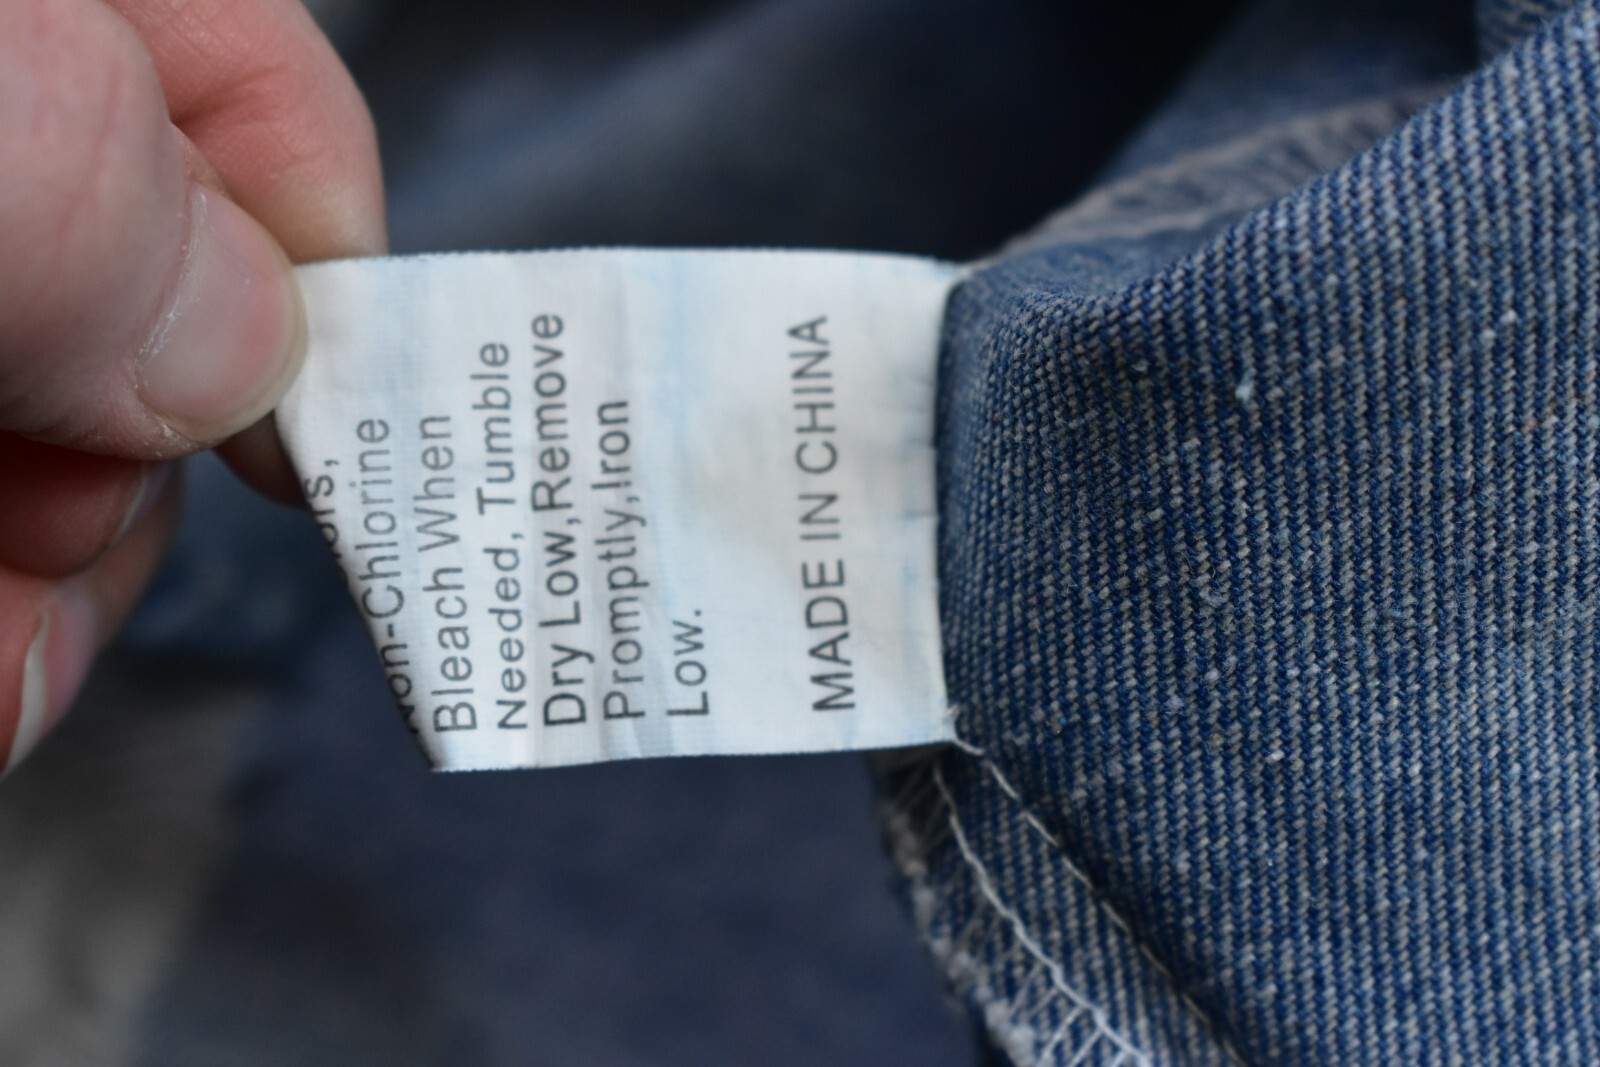 Non-Chlorine
Bleach When
Needed, Tumble
Dry Low,Remove
Promptly,Iron
Low.
MADE IN CHINA